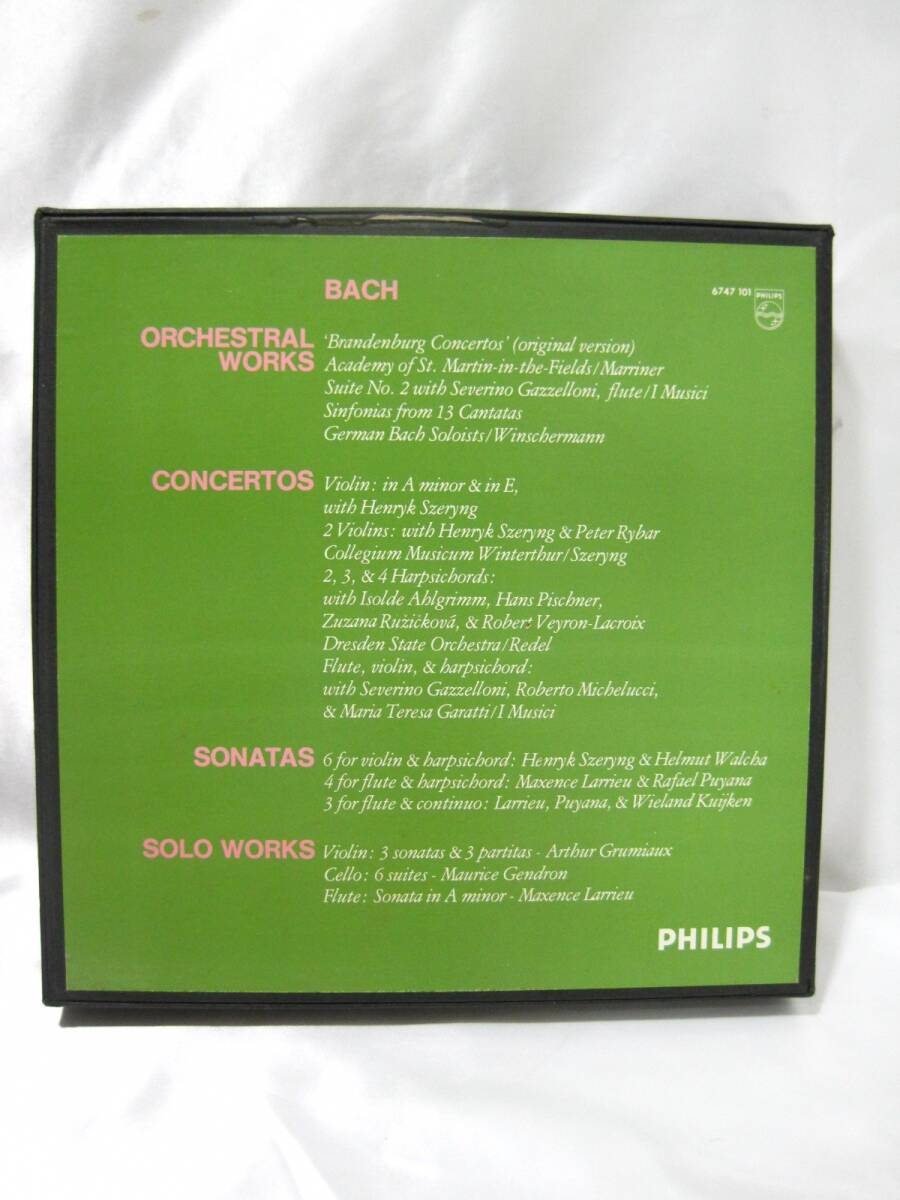 BACH
6747 101
PHILIPS
ORCHESTRAL
WORKS
'Brandenburg Concertos' (original version)
Academy of St. Martin-in-the-Fields/Marriner
Suite No. 2 with Severino Gazzelloni, flute/I Musici
Sinfonias from 13 Cantatas
German Bach Soloists/Winschermann
CONCERTOS
Violin: in A minor & in E,
with Henryk Szeryng
2 Violins: with Henryk Szeryng & Peter Rybar
Collegium Musicum Winterthur/Szeryng
2, 3, & 4 Harpsichords:
with Isolde Ahlgrimm, Hans Pischner,
Zuzana Ružičková, & Robert Veyron-Lacroix
Dresden State Orchestra/Redel
Flute, violin, & harpsichord:
with Severino Gazzelloni, Roberto Michelucci,
& Maria Teresa Garatti/I Musici
SONATAS
6 for violin & harpsichord: Henryk Szeryng & Helmut Walcha
4 for flute & harpsichord: Maxence Larrieu & Rafael Puyana
3 for flute & continuo: Larrieu, Puyana, & Wieland Kuijken
SOLO WORKS
Violin: 3 sonatas & 3 partitas - Arthur Grumiaux
Cello: 6 suites - Maurice Gendron
Flute: Sonata in A minor - Maxence Larrieu
PHILIPS